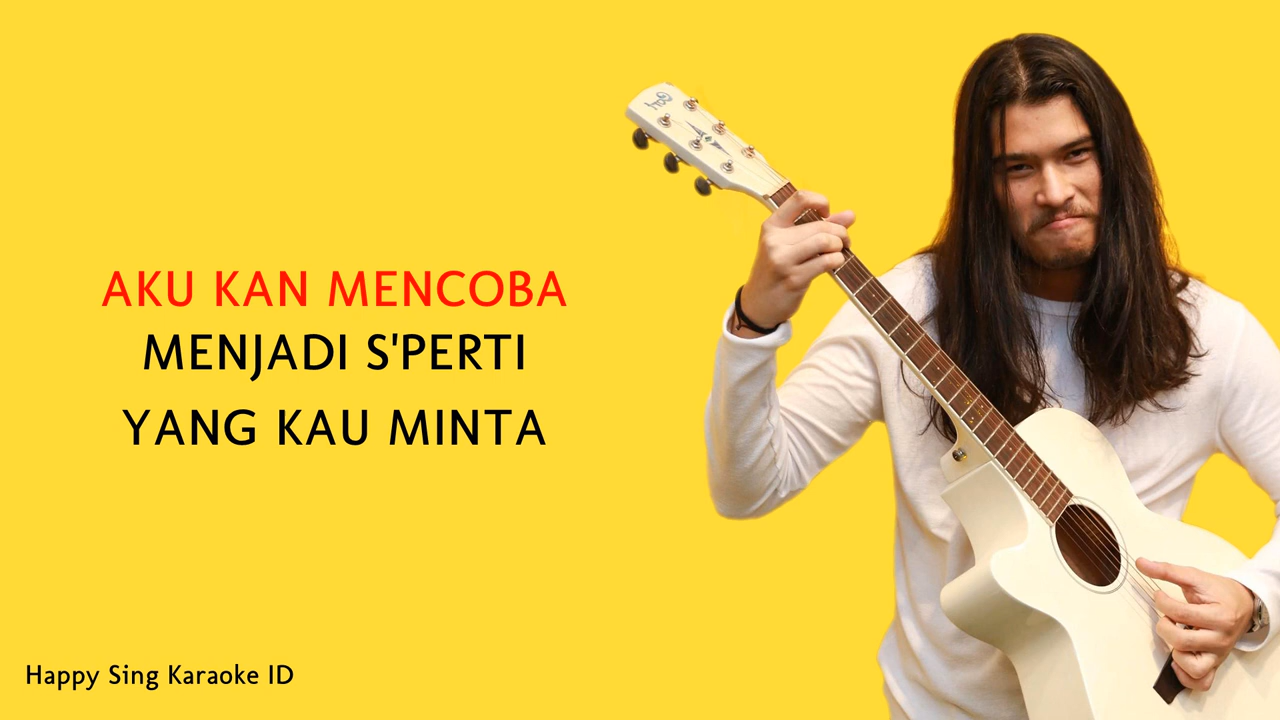 AKU KAN MENCOBA
MENJADI S'PERTI
YANG KAU MINTA
Happy Sing Karaoke ID